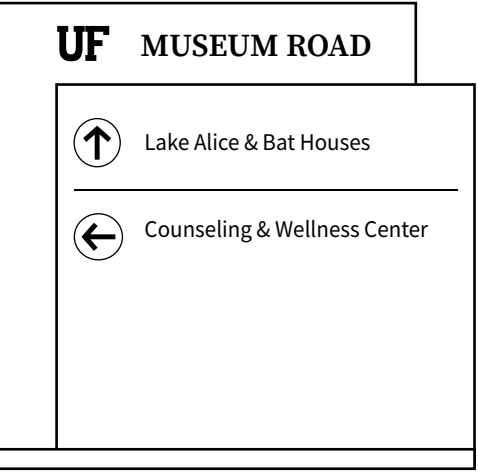 UF MUSEUM ROAD
Lake Alice & Bat Houses
Counseling & Wellness Center